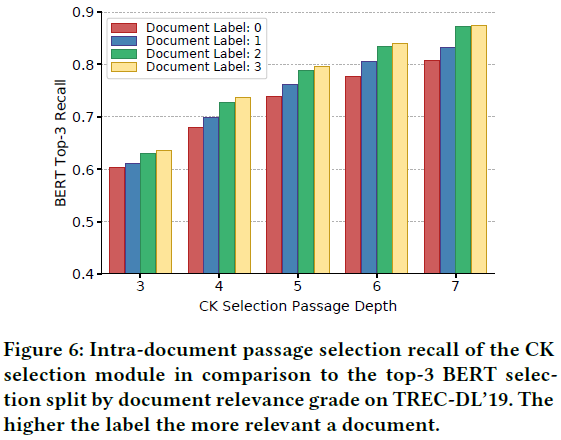 0.9
0.8
0.7
0.6
0.5
0.4
BERT Top-3 Recall
Document Label: 0
Document Label: 1
Document Label: 2
Document Label: 3
3 4 5 6 7
CK Selection Passage Depth
Figure 6: Intra-document passage selection recall of the CK
selection module in comparison to the top-3 BERT selec-
tion split by document relevance grade on TREC-DL'19. The
higher the label the more relevant a document.